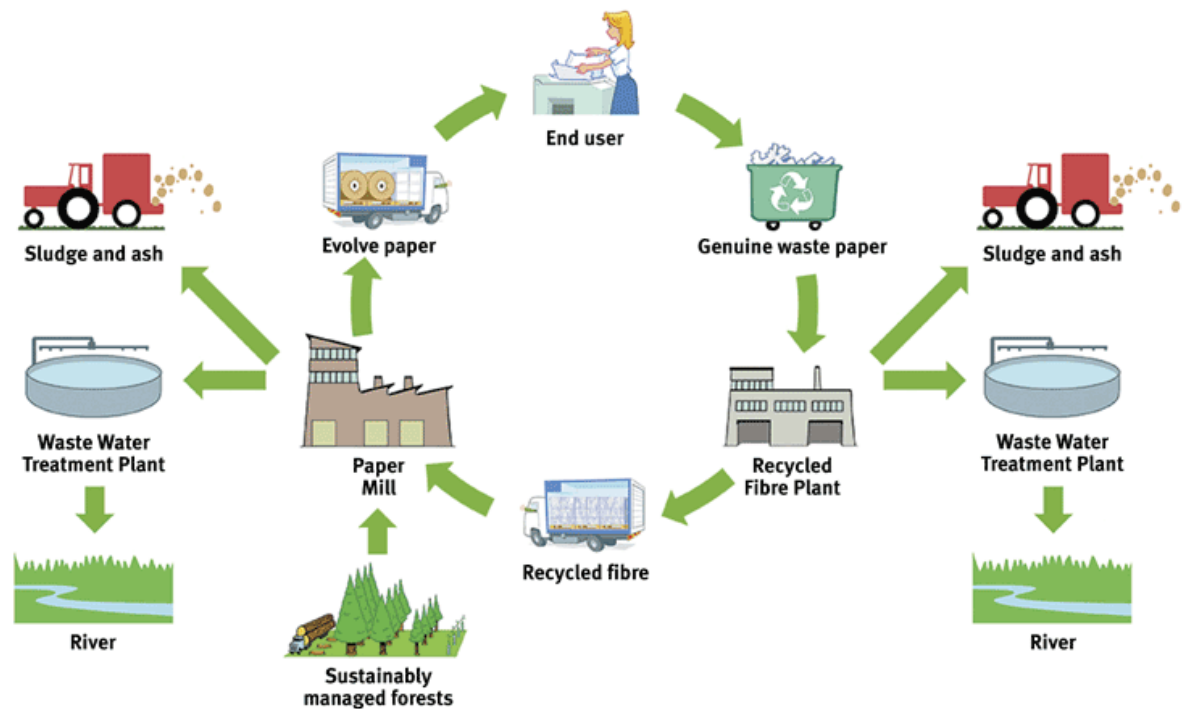 End user
Evolve paper
Genuine waste paper
Sludge and ash
Sludge and ash
Waste Water
Treatment Plant
Paper
Mill
Recycled
Fibre Plant
Waste Water
Treatment Plant
Recycled fibre
River
River
Sustainably
managed forests